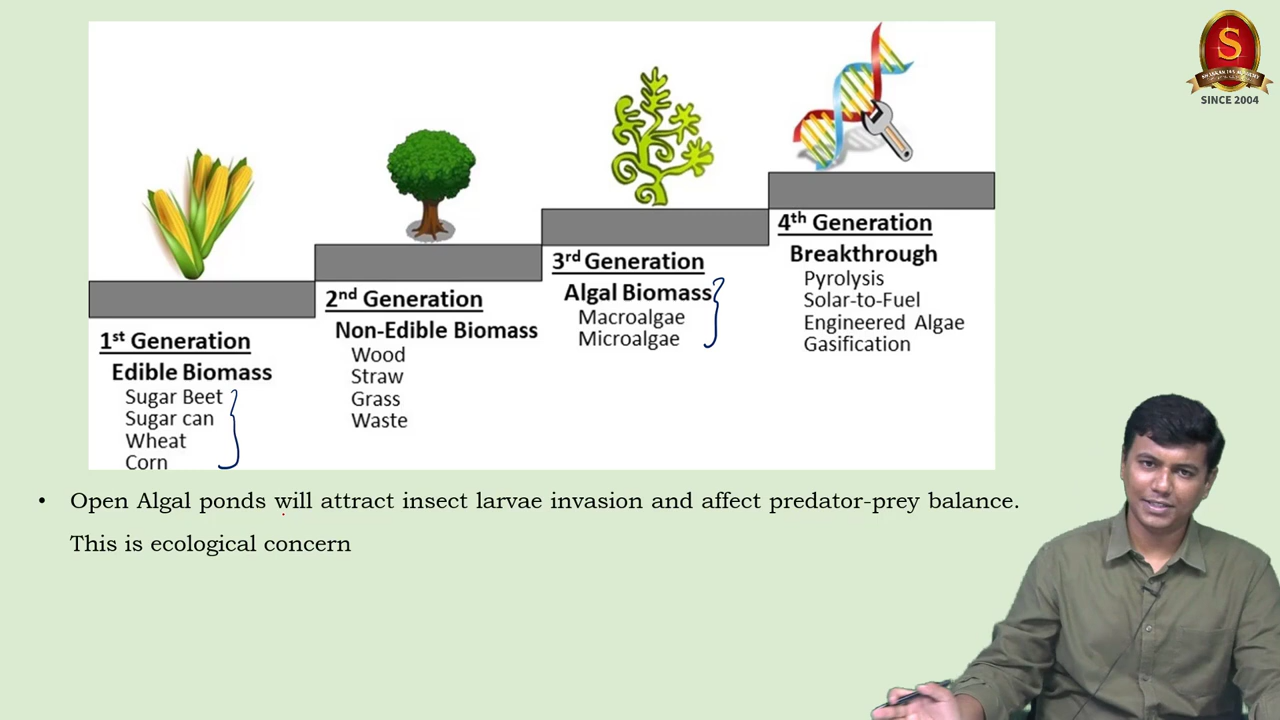 1st Generation
Edible Biomass
Sugar Beet
Sugar can
Wheat
Corn
2nd Generation
Non-Edible Biomass
Wood
Straw
Grass
Waste
3rd Generation
Algal Biomass
Macroalgae
Microalgae
4th Generation
Breakthrough
Pyrolysis
Solar-to-Fuel
Engineered Algae
Gasification
• Open Algal ponds will attract insect larvae invasion and affect predator-prey balance.
This is ecological concern
S
SINCE 2004